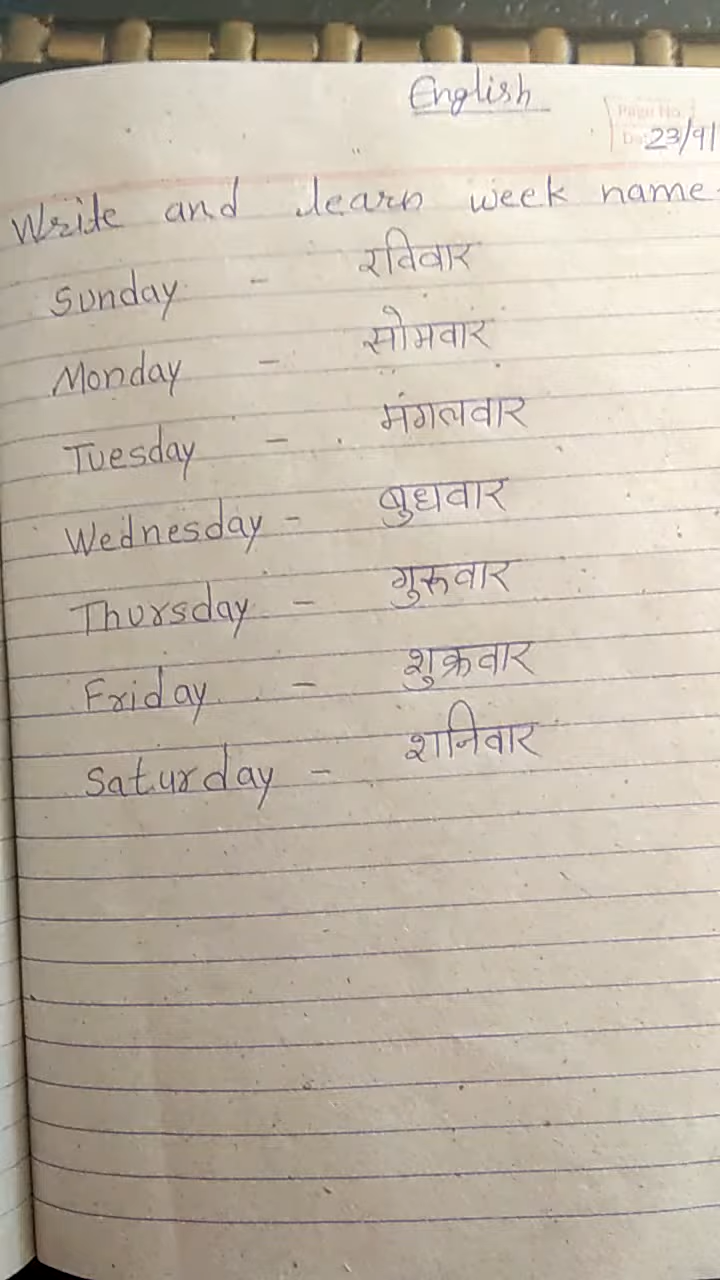 English
Page No.
Da 23/9/
Write and learn week name
Sunday - रविवार
Monday - सोमवार
Tuesday - मंगलवार
Wednesday - बुधवार
Thursday - गुरूवार
Friday - शुक्रवार
Saturday - शनिवार